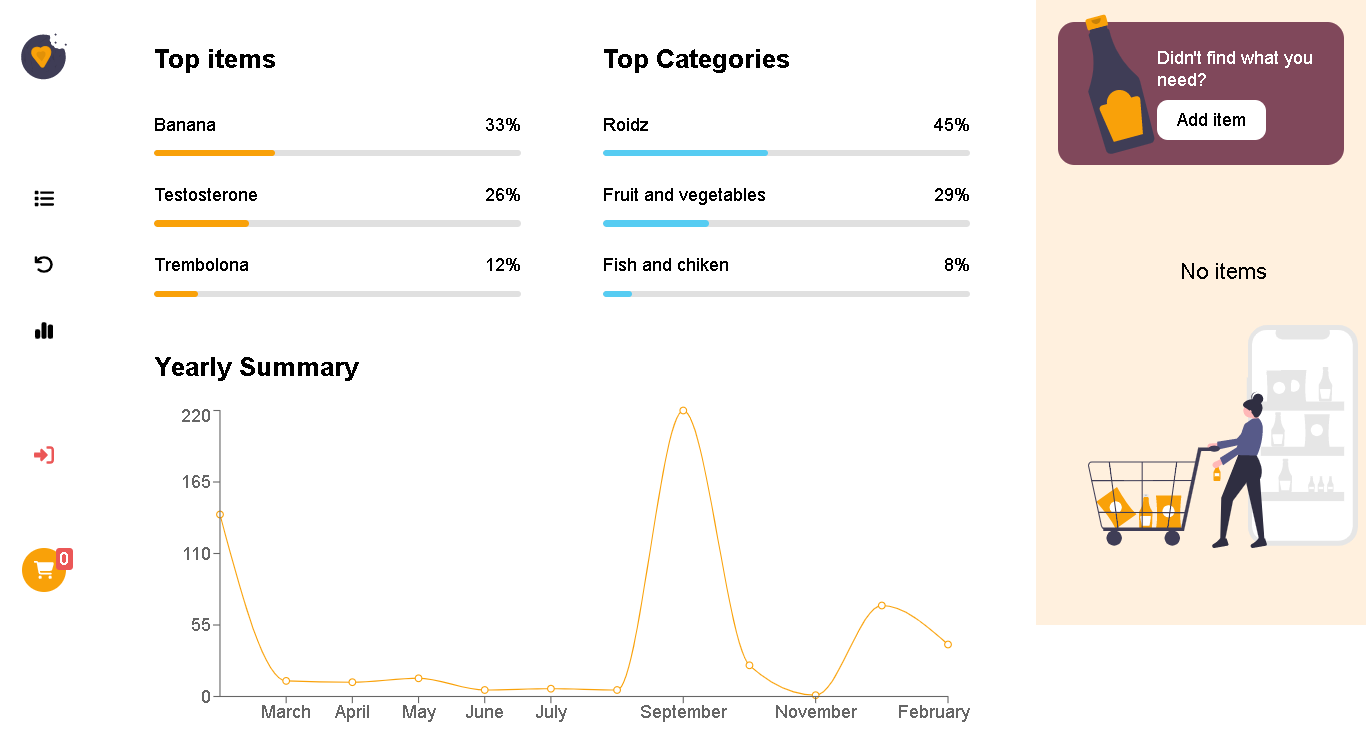 Top items
Banana 33%
Testosterone 26%
Trembolona 12%
Top Categories
Roidz 45%
Fruit and vegetables 29%
Fish and chiken 8%
Yearly Summary
220
165
110
55
0
March April May June July September November February
0
Didn't find what you
need?
Add item
No items